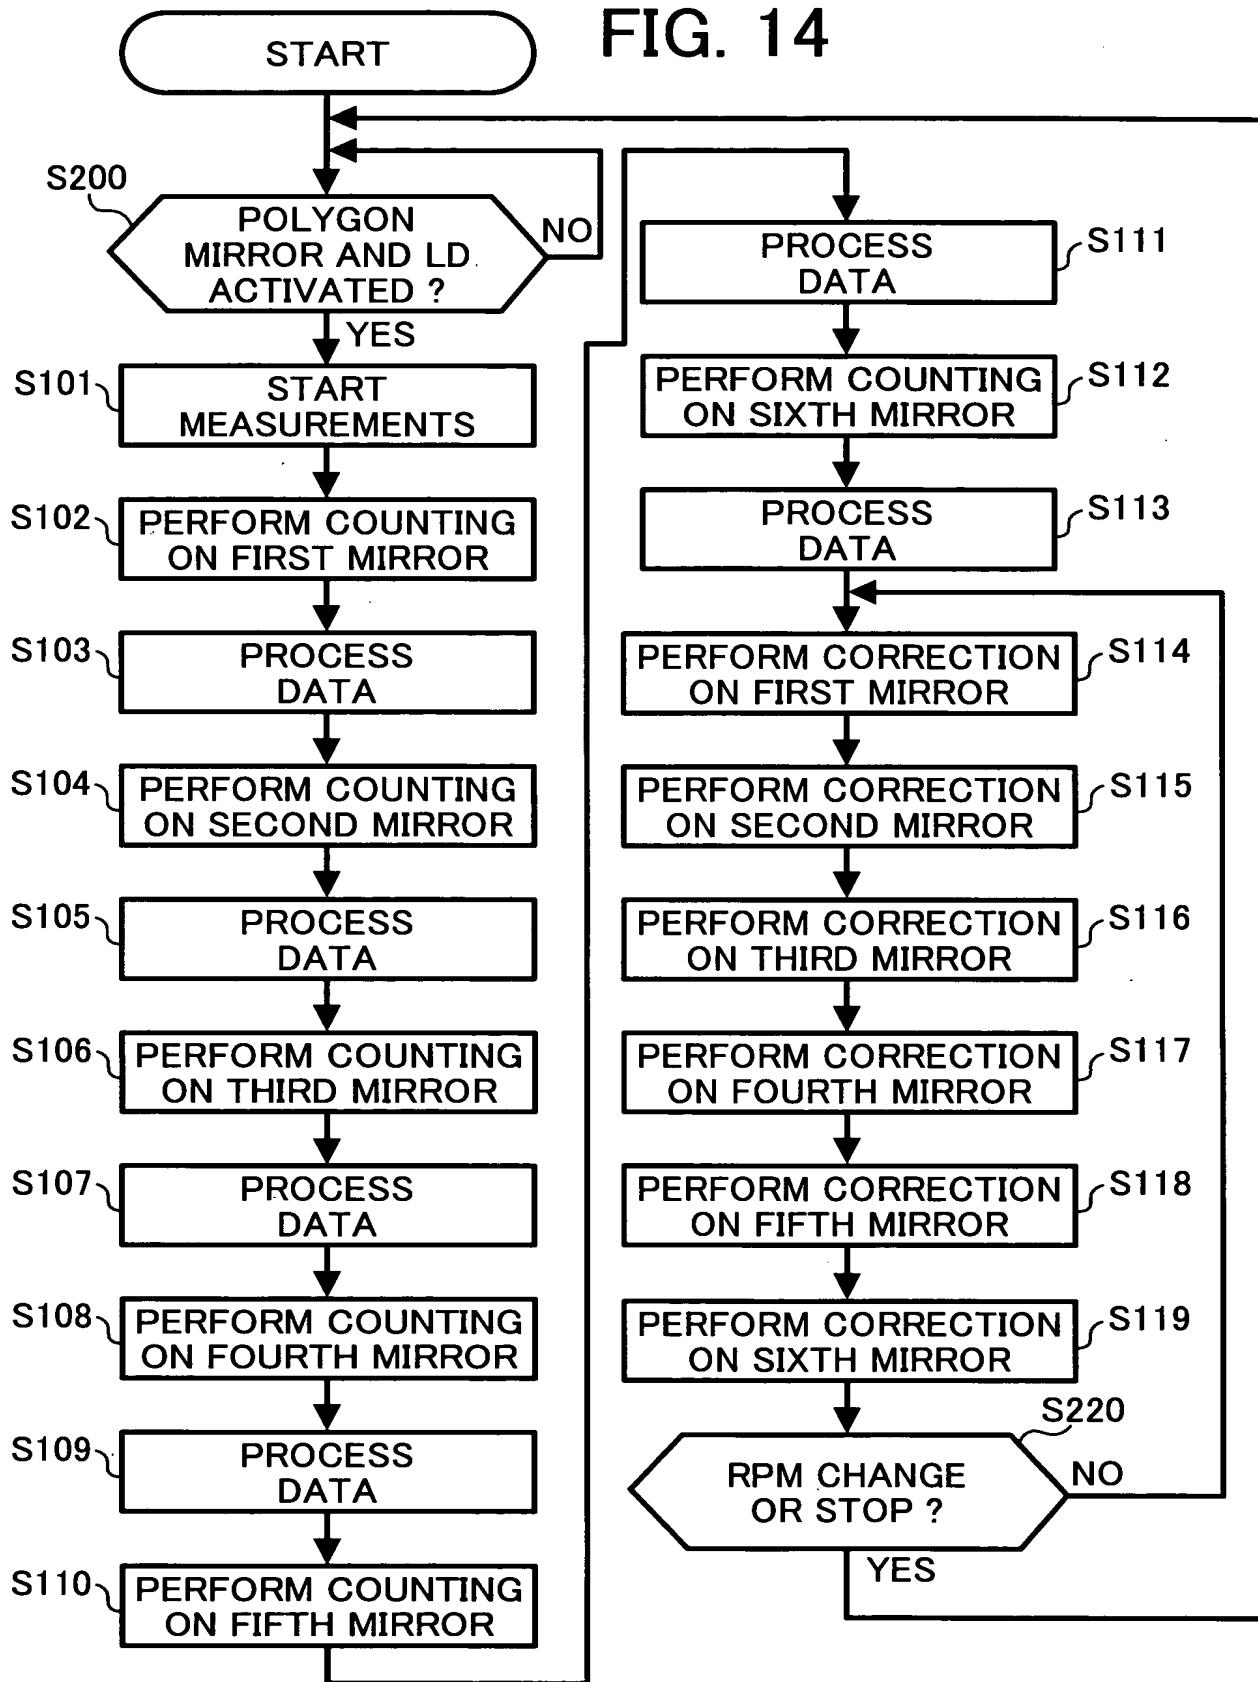 FIG. 14
START
S200
POLYGON
MIRROR AND LD
ACTIVATED ?
NO
YES
S101
START
MEASUREMENTS
S102
PERFORM COUNTING
ON FIRST MIRROR
S103
PROCESS
DATA
S104
PERFORM COUNTING
ON SECOND MIRROR
S105
PROCESS
DATA
S106
PERFORM COUNTING
ON THIRD MIRROR
S107
PROCESS
DATA
S108
PERFORM COUNTING
ON FOURTH MIRROR
S109
PROCESS
DATA
S110
PERFORM COUNTING
ON FIFTH MIRROR
PROCESS
DATA
S111
PERFORM COUNTING
ON SIXTH MIRROR
S112
PROCESS
DATA
S113
PERFORM CORRECTION
ON FIRST MIRROR
S114
PERFORM CORRECTION
ON SECOND MIRROR
S115
PERFORM CORRECTION
ON THIRD MIRROR
S116
PERFORM CORRECTION
ON FOURTH MIRROR
S117
PERFORM CORRECTION
ON FIFTH MIRROR
S118
PERFORM CORRECTION
ON SIXTH MIRROR
S119
S220
RPM CHANGE
OR STOP ?
NO
YES